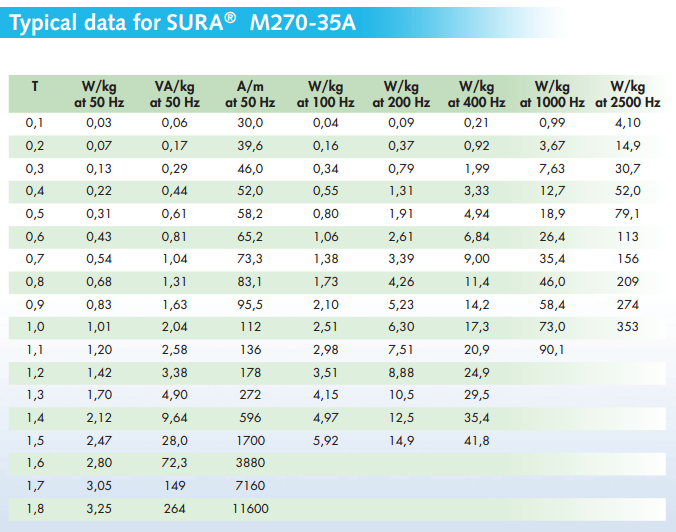 Typical data for SURA® M270-35A
T W/kg VA/kg A/m W/kg W/kg W/kg W/kg W/kg
at 50 Hz at 50 Hz at 50 Hz at 100 Hz at 200 Hz at 400 Hz at 1000 Hz at 2500 Hz
0,1 0,03 0,06 30,0 0,04 0,09 0,21 0,99 4,10
0,2 0,07 0,17 39,6 0,16 0,37 0,92 3,67 14,9
0,3 0,13 0,29 46,0 0,34 0,79 1,99 7,63 30,7
0,4 0,22 0,44 52,0 0,55 1,31 3,33 12,7 52,0
0,5 0,31 0,61 58,2 0,80 1,91 4,94 18,9 79,1
0,6 0,43 0,81 65,2 1,06 2,61 6,84 26,4 113
0,7 0,54 1,04 73,3 1,38 3,39 9,00 35,4 156
0,8 0,68 1,31 83,1 1,73 4,26 11,4 46,0 209
0,9 0,83 1,63 95,5 2,10 5,23 14,2 58,4 274
1,0 1,01 2,04 112 2,51 6,30 17,3 73,0 353
1,1 1,20 2,58 136 2,98 7,51 20,9 90,1
1,2 1,42 3,38 178 3,51 8,88 24,9
1,3 1,70 4,90 272 4,15 10,5 29,5
1,4 2,12 9,64 596 4,97 12,5 35,4
1,5 2,47 28,0 1700 5,92 14,9 41,8
1,6 2,80 72,3 3880
1,7 3,05 149 7160
1,8 3,25 264 11600